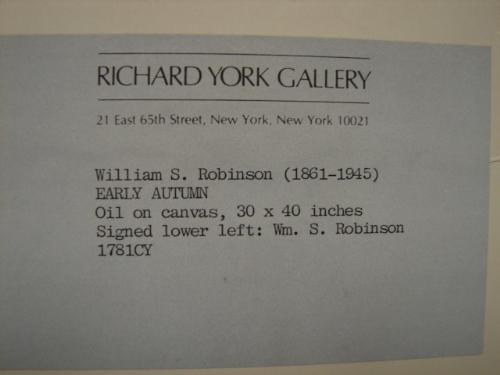 RICHARD YORK GALLERY
21 East 65th Street, New York, New York 10021
William S. Robinson (1861-1945)
EARLY AUTUMN
Oil on canvas, 30 x 40 inches
Signed lower left: Wm. S. Robinson
1781CY